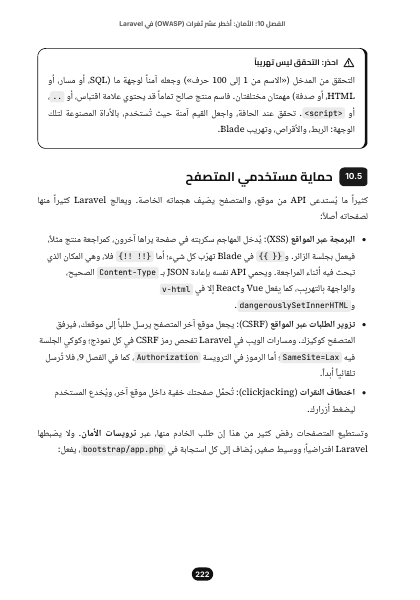 الفصل 10: الأمان: أخطر عشر ثغرات (OWASP) في Laravel
احذر: التحقق ليس تهريباً
التحقق من المدخل («الاسم من 1 إلى 100 حرف») وجعله آمناً لوجهة ما (SQL, أو مسار، أو
HTML, أو صدفة) مهمتان مختلفتان. فاسم منتج صالح تماماً قد يحتوي علامة اقتباس، أو ..،
أو <script>. تحقق عند الحافة، واجعل القيم آمنة حيث تُستخدم، بالأداة المصنوعة لتلك
الوجهة: الربط، والأقراص، وتهريب Blade.
10.5 حماية مستخدمي المتصفح
كثيراً ما يُستدعى API من موقع، والمتصفح يضيف هجماته الخاصة. ويعالج Laravel كثيراً منها
لصفحاته أصلاً:
• البرمجة عبر المواقع (XSS): يُدخل المهاجم سكربته في صفحة يراها آخرون، كمراجعة منتج مثلاً،
فيعمل بجلسة الزائر. و{{ }} في Blade تهرّب كل شيء؛ أما {!! !!} فلا، وهي المكان الذي
تبحث فيه أثناء المراجعة. ويحمي API نفسه بإعادة JSON بـ Content-Type الصحيح،
والواجهة بالتهريب، كما يفعل Vue وReact إلا في v-html
و dangerouslySetInnerHTML.
• تزوير الطلبات عبر المواقع (CSRF): يجعل موقع آخر المتصفح يرسل طلباً إلى موقعك، فيرفق
المتصفح كوكيزك. ومسارات الويب في Laravel تفحص رمز CSRF في كل نموذج؛ وكوكي الجلسة
فيه SameSite=Lax؛ أما الرموز في الترويسة Authorization، كما في الفصل 9، فلا تُرسل
تلقائياً أبداً.
• اختطاف النقرات (clickjacking): تُحمَّل صفحتك خفية داخل موقع آخر، ويُخدع المستخدم
ليضغط أزرارك.
وتستطيع المتصفحات رفض كثير من هذا إن طلب الخادم منها، عبر ترويسات الأمان. ولا يضبطها
Laravel افتراضياً؛ ووسيط صغير، يُضاف إلى كل استجابة في bootstrap/app.php، يفعل:
222